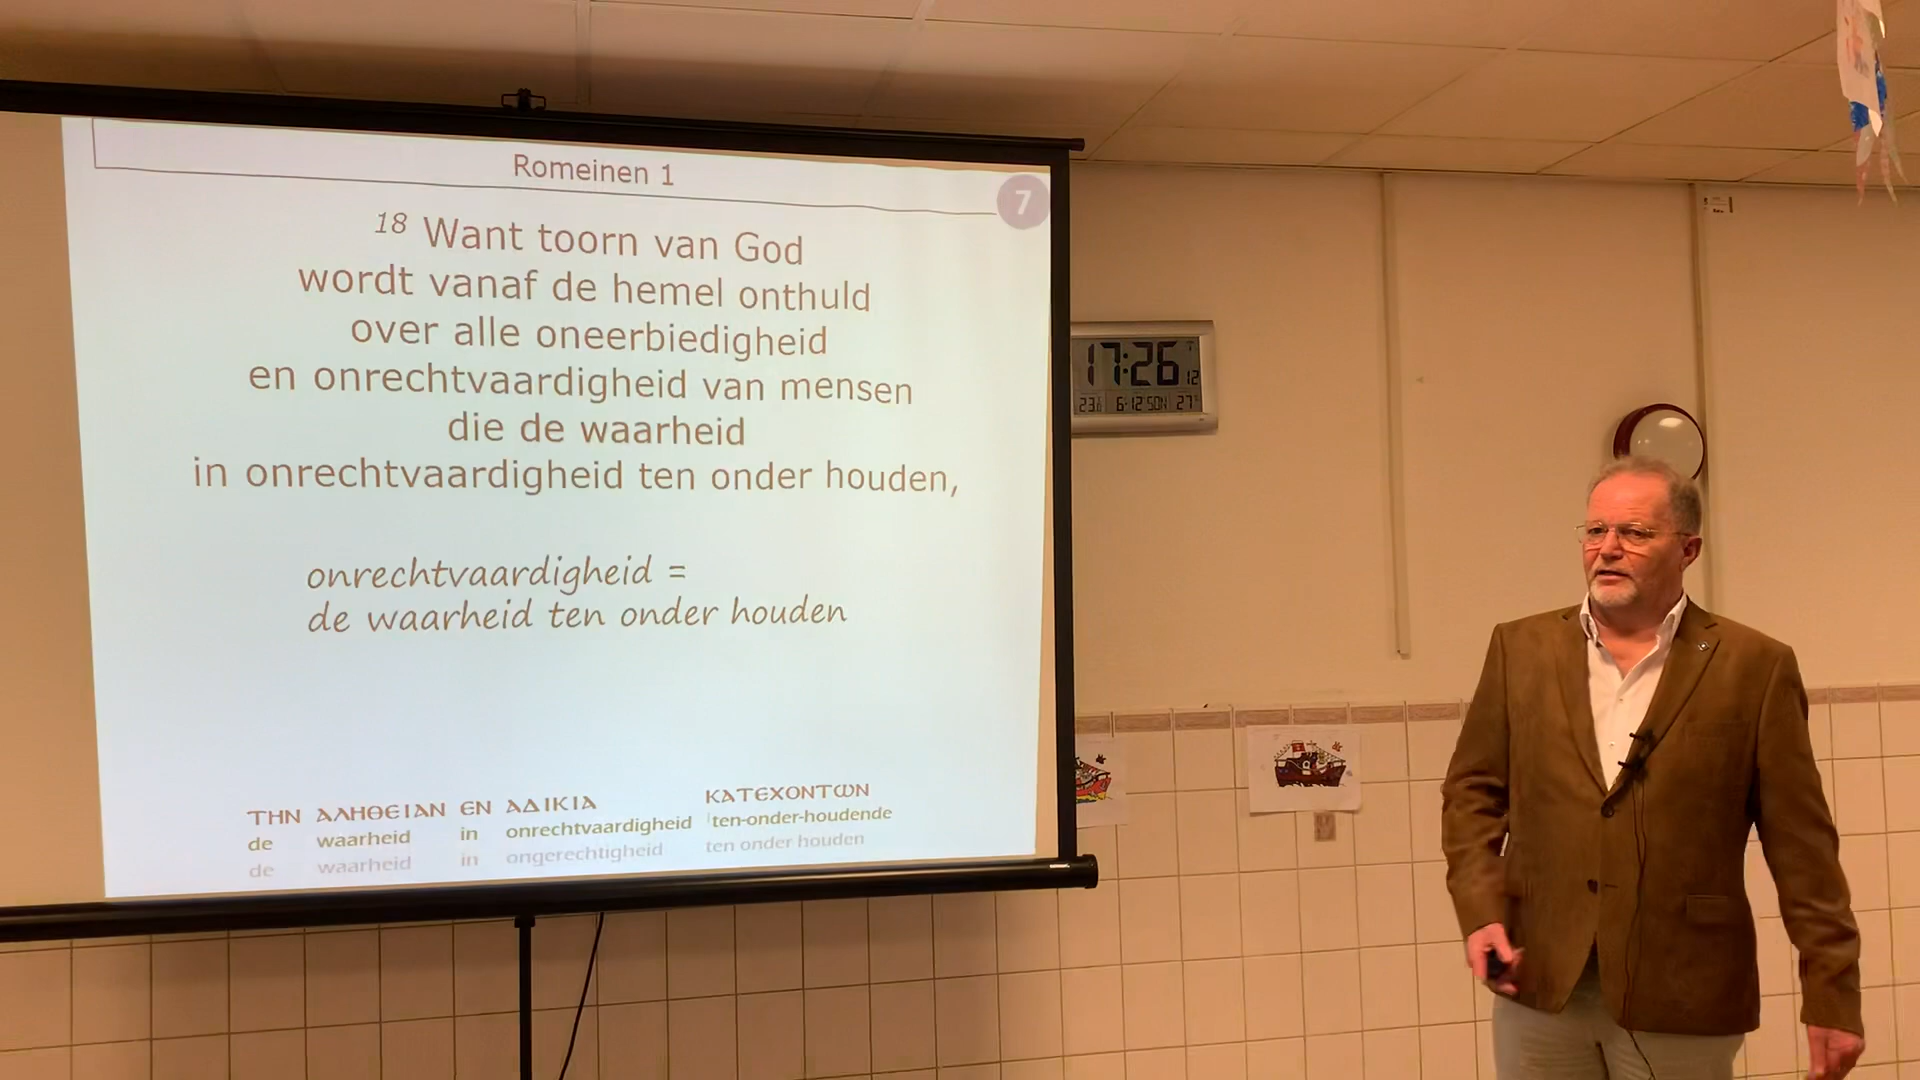 Romeinen 1
7
18 Want toorn van God
wordt vanaf de hemel onthuld
over alle oneerbiedigheid
en onrechtvaardigheid van mensen
die de waarheid
in onrechtvaardigheid ten onder houden,
onrechtvaardigheid =
de waarheid ten onder houden
ΤΗΝ ΑΛΗΘΕΙΑΝ ΕΝ ΑΔΙΚΙΑ ΚΑΤΕΧΟΝΤΩΝ
de waarheid in onrechtvaardigheid ten-onder-houdende
de waarheid in ongerechtigheid ten onder houden
17:26 12
6-12 SON 27